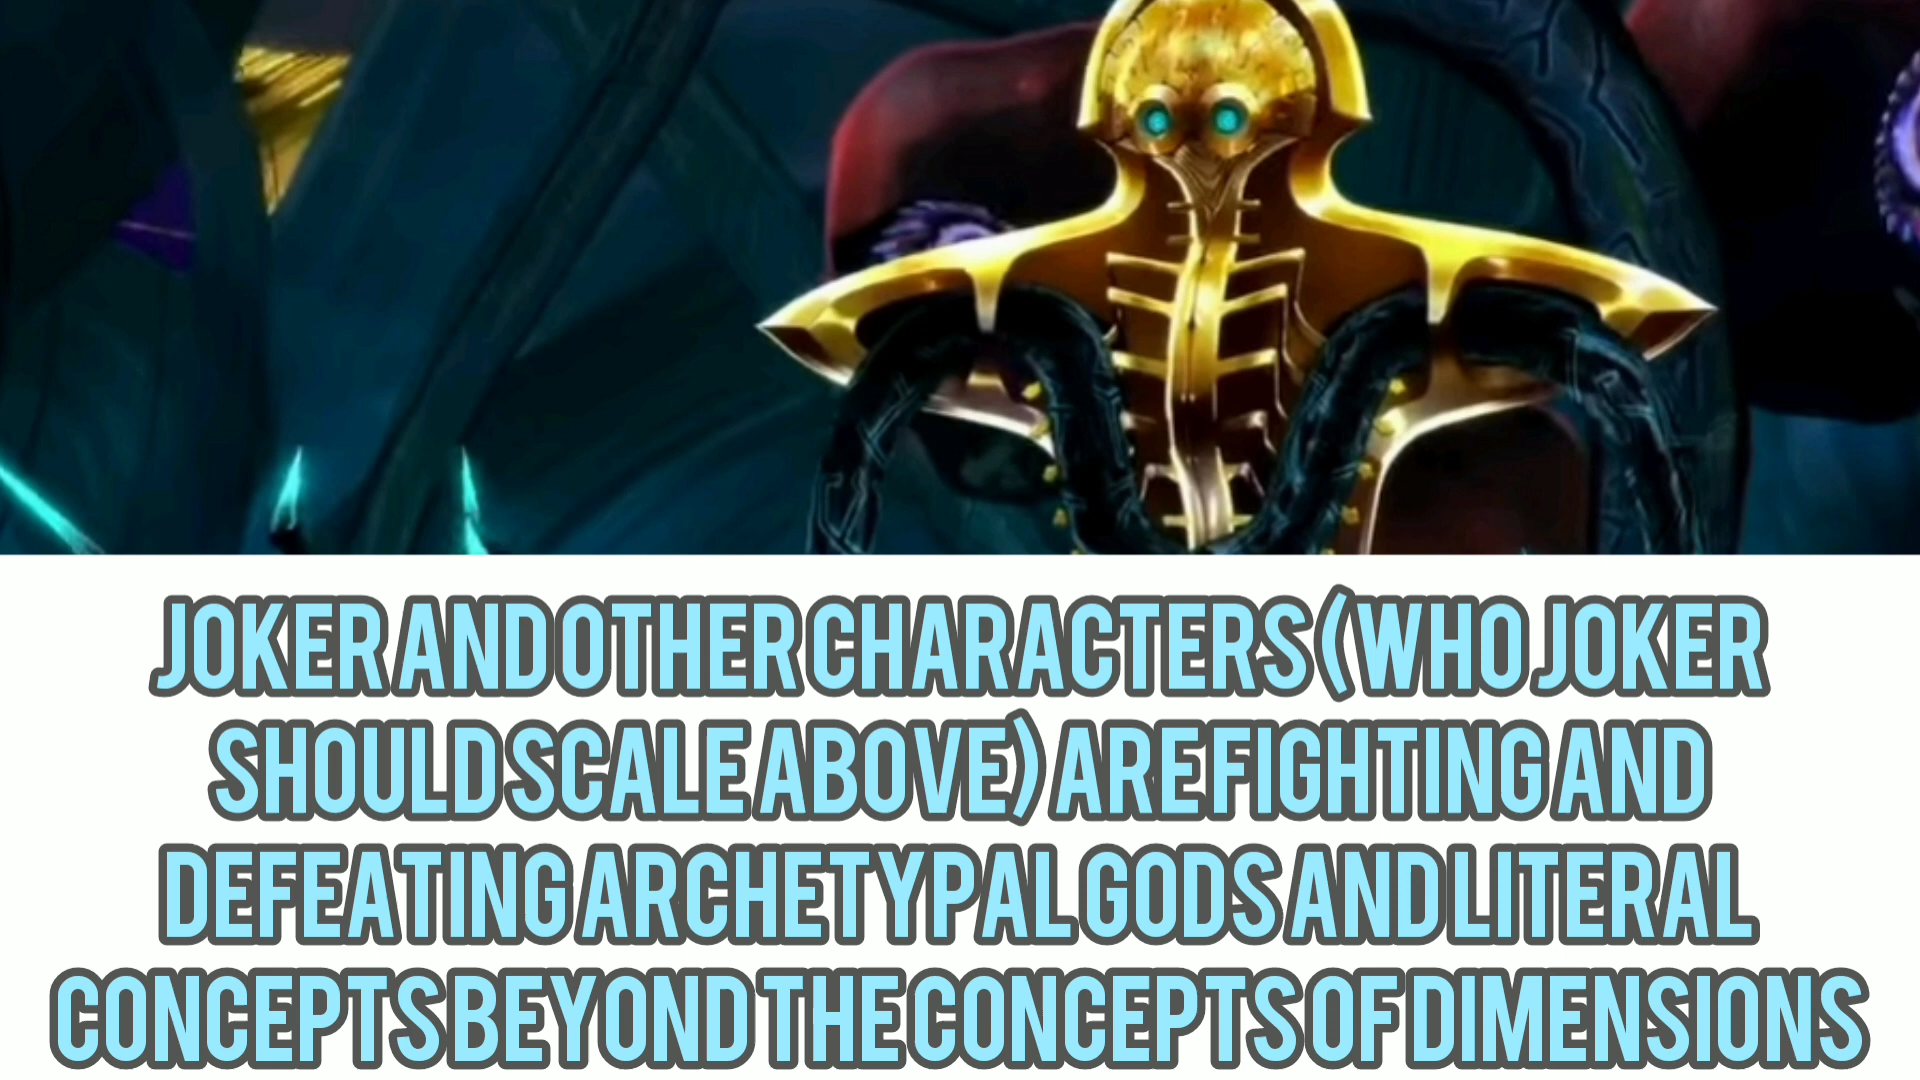 JOKER AND OTHER CHARACTERS (WHO JOKER
SHOULD SCALE ABOVE) ARE FIGHTING AND
DEFEATING ARCHETYPAL GODS AND LITERAL
CONCEPTS BEYOND THE CONCEPTS OF DIMENSIONS